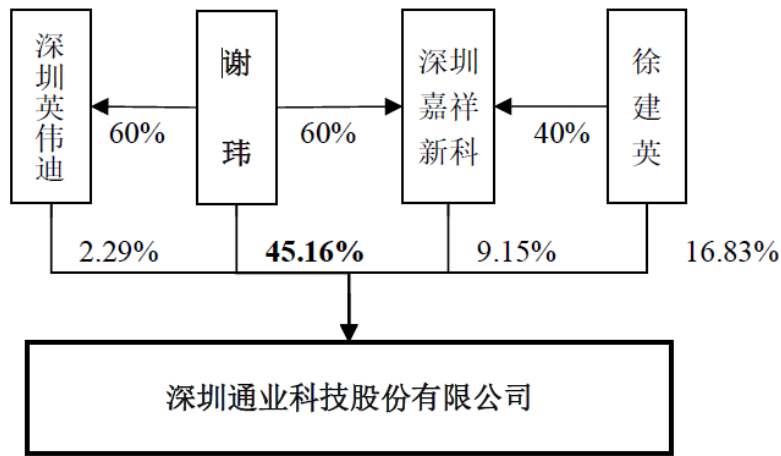 深圳英伟迪
谢玮
深圳嘉祥新科
徐建英
60%
60%
40%
2.29%
45.16%
9.15%
16.83%
深圳通业科技股份有限公司